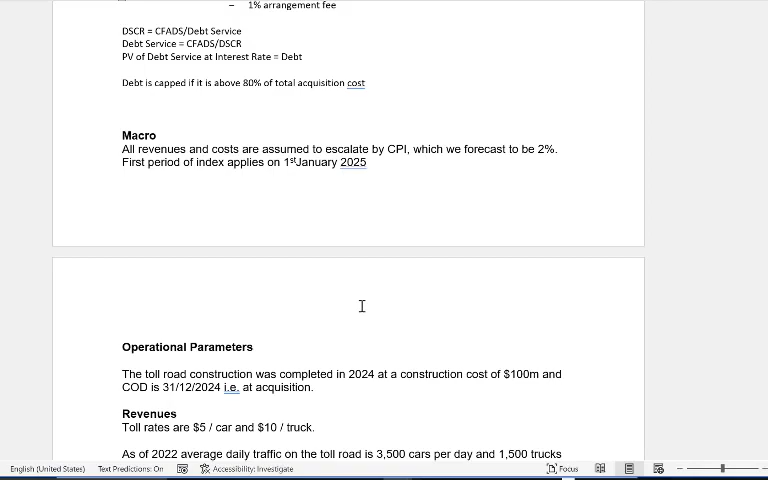 – 1% arrangement fee
DSCR = CFADS/Debt Service
Debt Service = CFADS/DSCR
PV of Debt Service at Interest Rate = Debt
Debt is capped if it is above 80% of total acquisition cost
Macro
All revenues and costs are assumed to escalate by CPI, which we forecast to be 2%.
First period of index applies on 1stJanuary 2025
Operational Parameters
The toll road construction was completed in 2024 at a construction cost of $100m and
COD is 31/12/2024 i.e. at acquisition.
Revenues
Toll rates are $5 / car and $10 / truck.
As of 2022 average daily traffic on the toll road is 3,500 cars per day and 1,500 trucks
English (United States) Text Predictions: On Accessibility: Investigate Focus